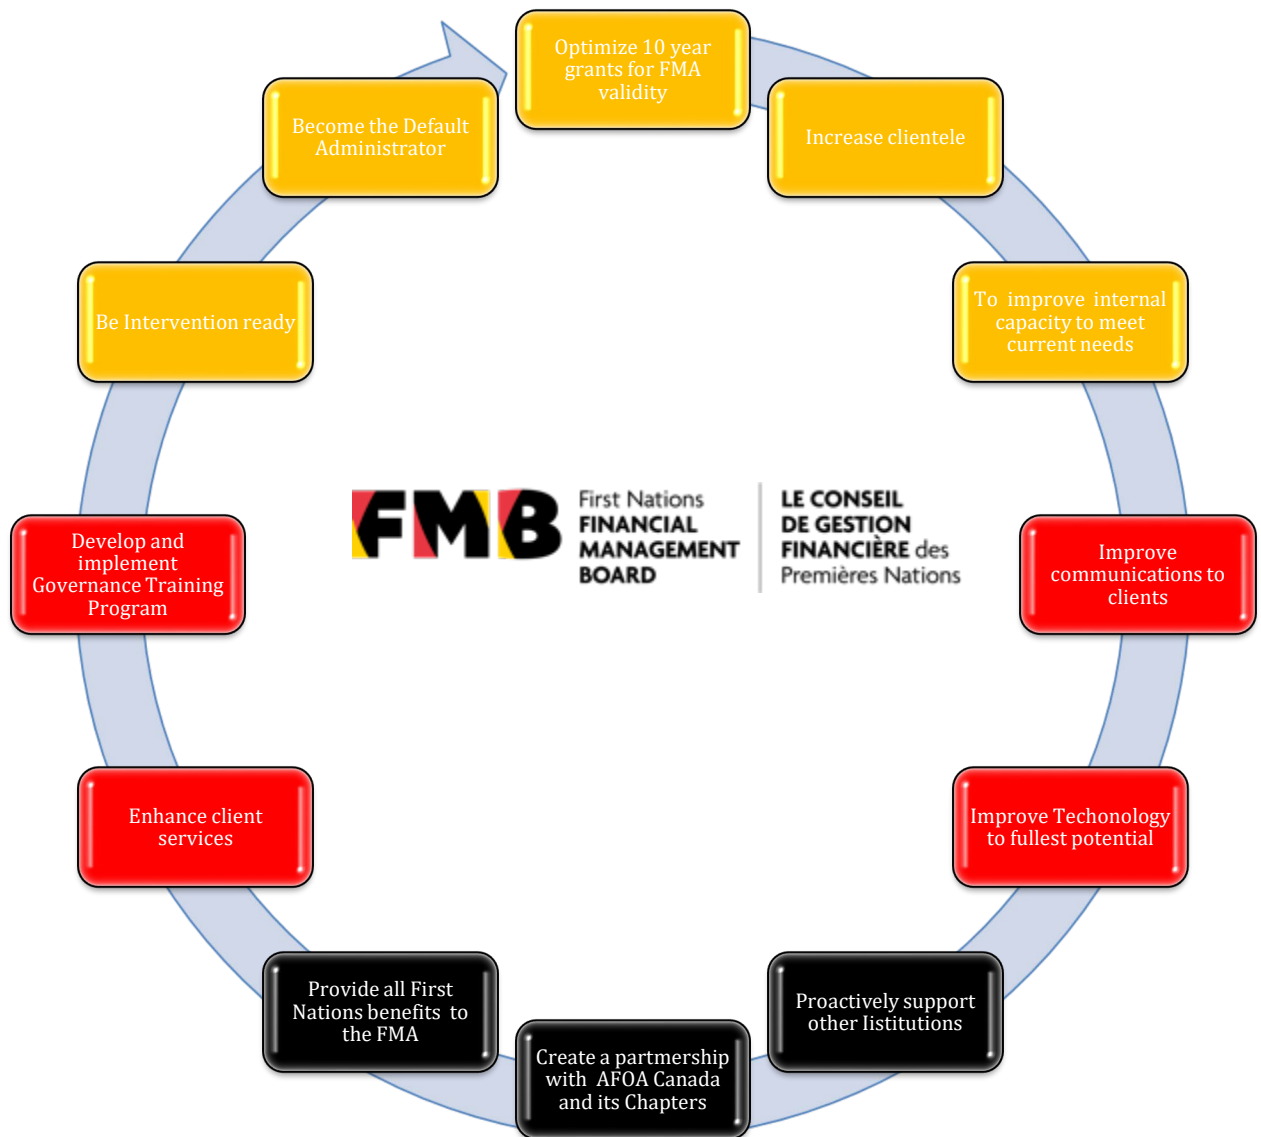 Optimize 10 year
grants for FMA
validity
Increase clientele
To improve internal
capacity to meet
current needs
Improve
communications to
clients
Improve Techonology
to fullest potential
Proactively support
other Iistitutions
Create a partmership
with AFOA Canada
and its Chapters
Provide all First
Nations benefits to
the FMA
Enhance client
services
Develop and
implement
Governance Training
Program
Be Intervention ready
Become the Default
Administrator
FMB
First Nations
FINANCIAL
MANAGEMENT
BOARD
LE CONSEIL
DE GESTION
FINANCIÈRE des
Premières Nations